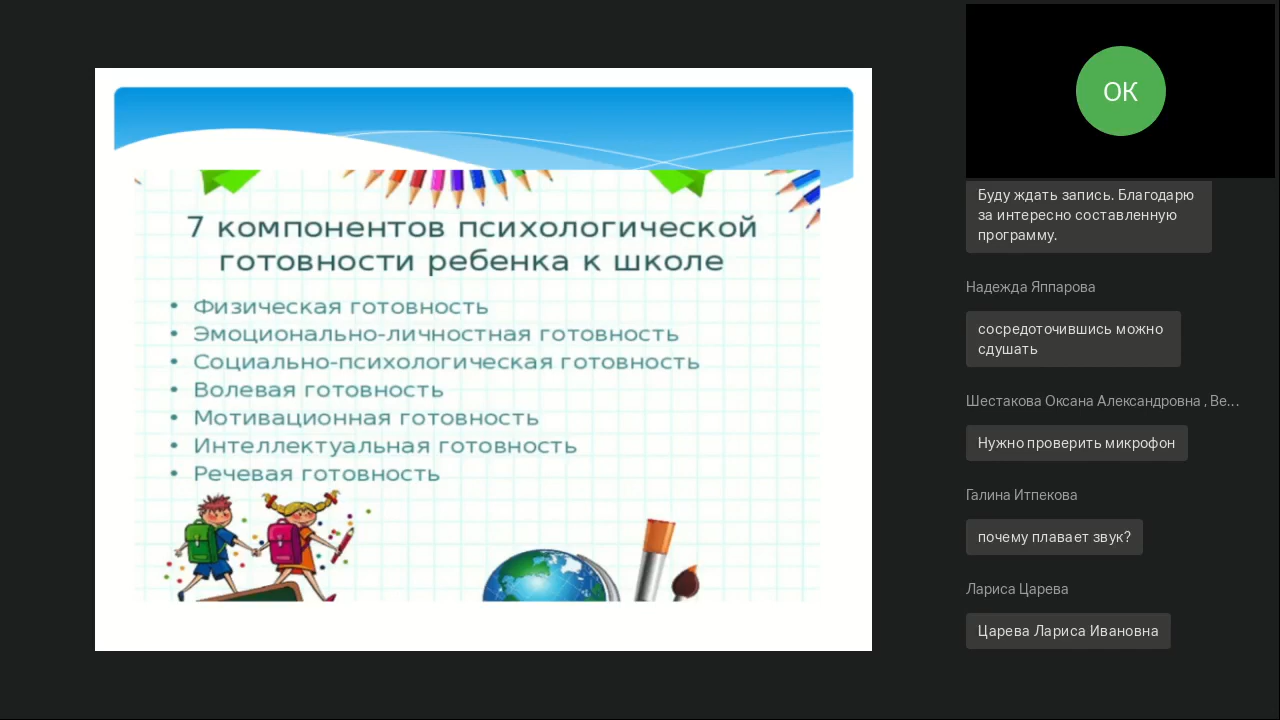 7 компонентов психологической
готовности ребенка к школе
• Физическая готовность
• Эмоционально-личностная готовность
• Социально-психологическая готовность
• Волевая готовность
• Мотивационная готовность
• Интеллектуальная готовность
• Речевая готовность
ОК
Буду ждать запись. Благодарю
за интересно составленную
программу.
Надежда Яппарова
сосредоточившись можно
сдушать
Шестакова Оксана Александровна , Ве...
Нужно проверить микрофон
Галина Итпекова
почему плавает звук?
Лариса Царева
Царева Лариса Ивановна